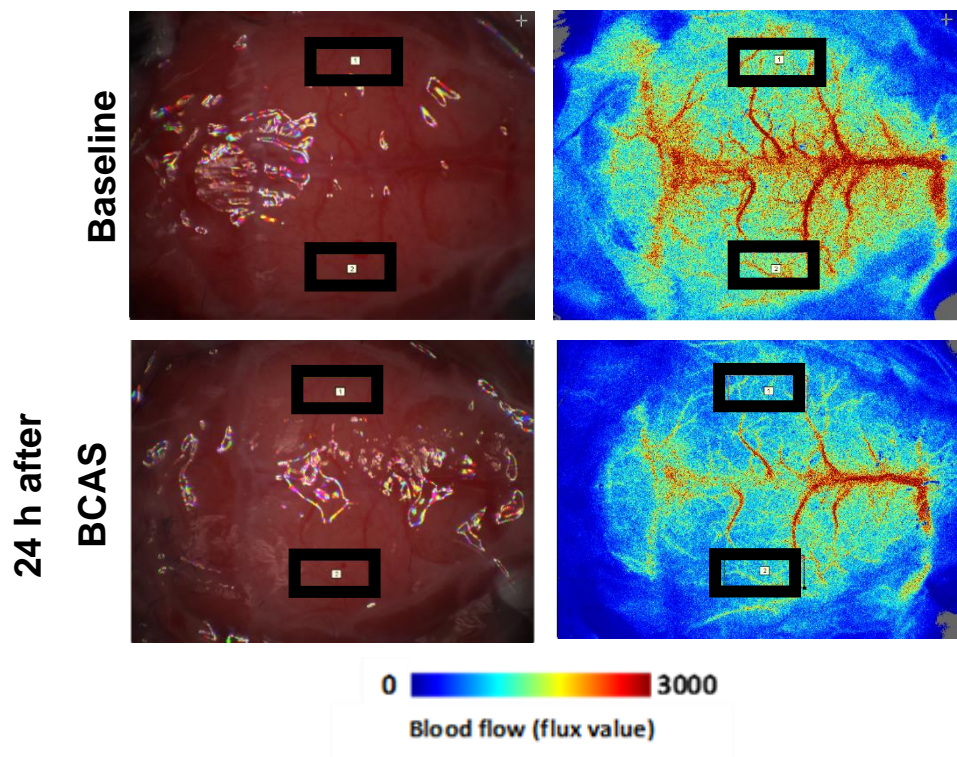 Baseline
1
1
2
2
24 h after
BCAS
1
1
2
2
0
3000
Blood flow (flux value)